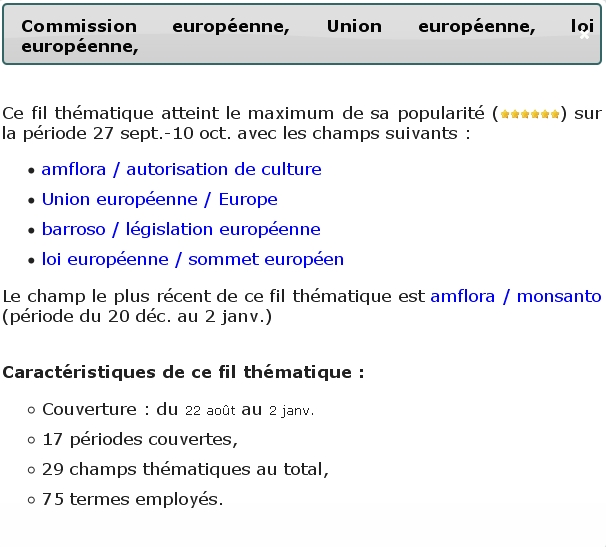 Commission européenne, Union européenne, loi
européenne,
Ce fil thématique atteint le maximum de sa popularité (★★★★★★) sur
la période 27 sept.-10 oct. avec les champs suivants :
• amflora / autorisation de culture
• Union européenne / Europe
• barroso / législation européenne
• loi européenne / sommet européen
Le champ le plus récent de ce fil thématique est amflora / monsanto
(période du 20 déc. au 2 janv.)
Caractéristiques de ce fil thématique :
◦ Couverture : du 22 août au 2 janv.
◦ 17 périodes couvertes,
◦ 29 champs thématiques au total,
◦ 75 termes employés.